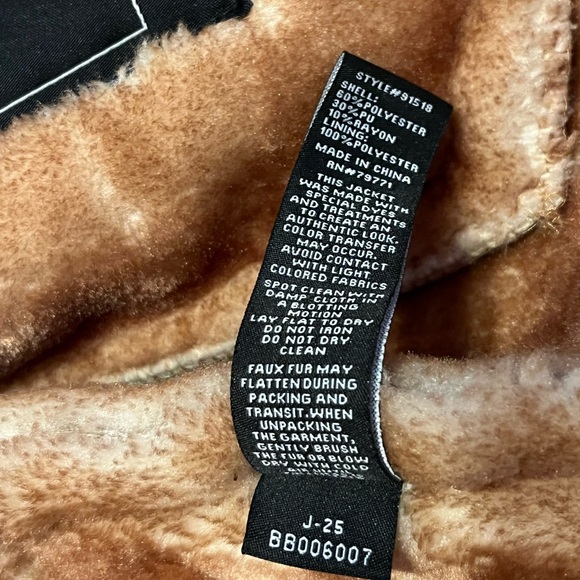 STYLE#91518
SHELL:
60%POLYESTER
30%PU
10%RAYON
LINING:
100%POLYESTER
MADE IN CHINA
RN#79771
THIS JACKET
WAS MADE WITH
SPECIAL DYES
AND TREATMENTS
TO CREATE AN
AUTHENTIC LOOK.
COLOR TRANSFER
MAY OCCUR.
AVOID CONTACT
WITH LIGHT
COLORED FABRICS
SPOT CLEAN WITH
DAMP CLOTH IN
A BLOTTING
MOTION
LAY FLAT TO DRY
DO NOT IRON
DO NOT DRY
CLEAN
FAUX FUR MAY
FLATTEN DURING
PACKING AND
TRANSIT.WHEN
UNPACKING
THE GARMENT,
GENTLY BRUSH
THE FUR OR BLOW
DRY WITH COLD
AIR UNTIL
J-25
BB006007